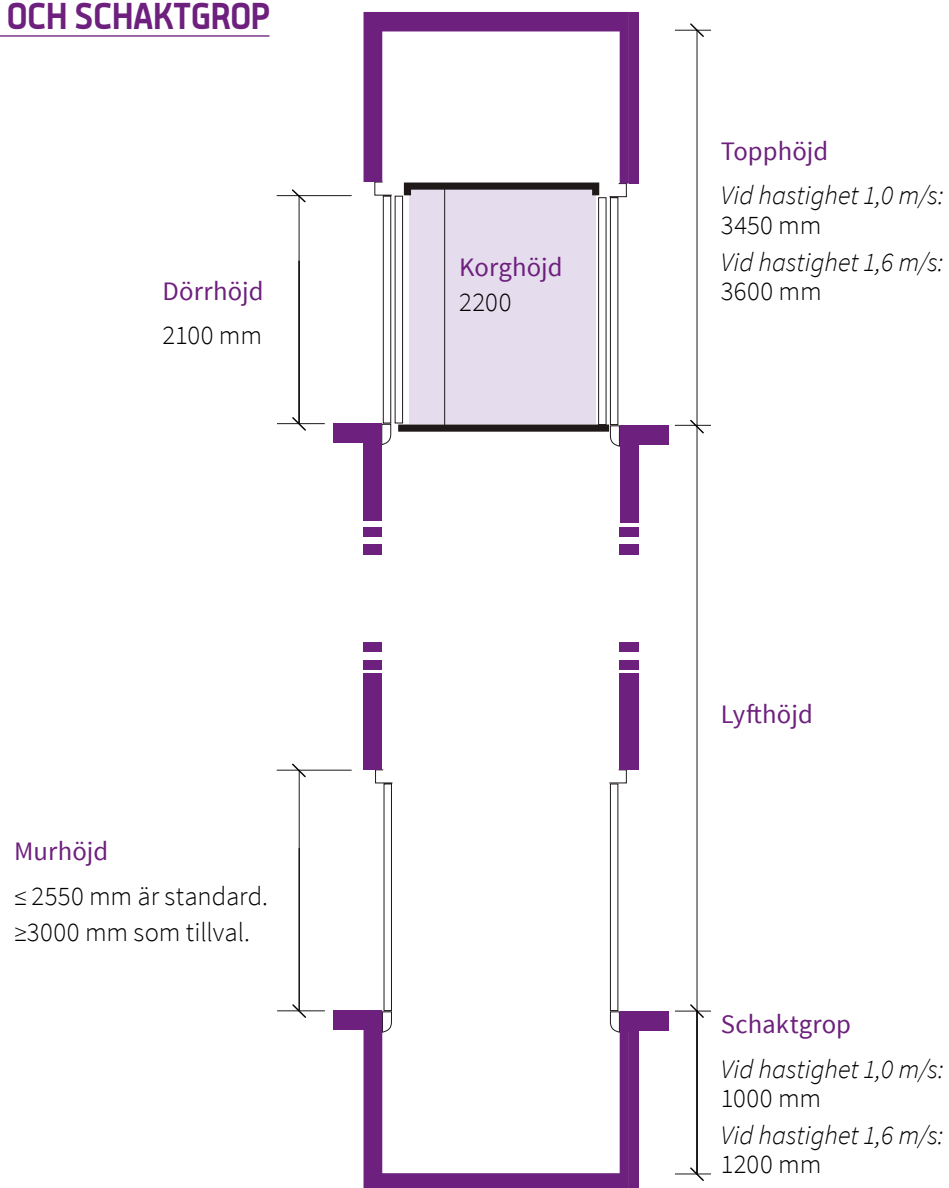 OCH SCHAKTGROP
Topphöjd
Vid hastighet 1,0 m/s:
3450 mm
Vid hastighet 1,6 m/s:
3600 mm
Korghöjd
2200
Dörrhöjd
2100 mm
Lyfthöjd
Murhöjd
≤ 2550 mm är standard.
≥3000 mm som tillval.
Schaktgrop
Vid hastighet 1,0 m/s:
1000 mm
Vid hastighet 1,6 m/s:
1200 mm